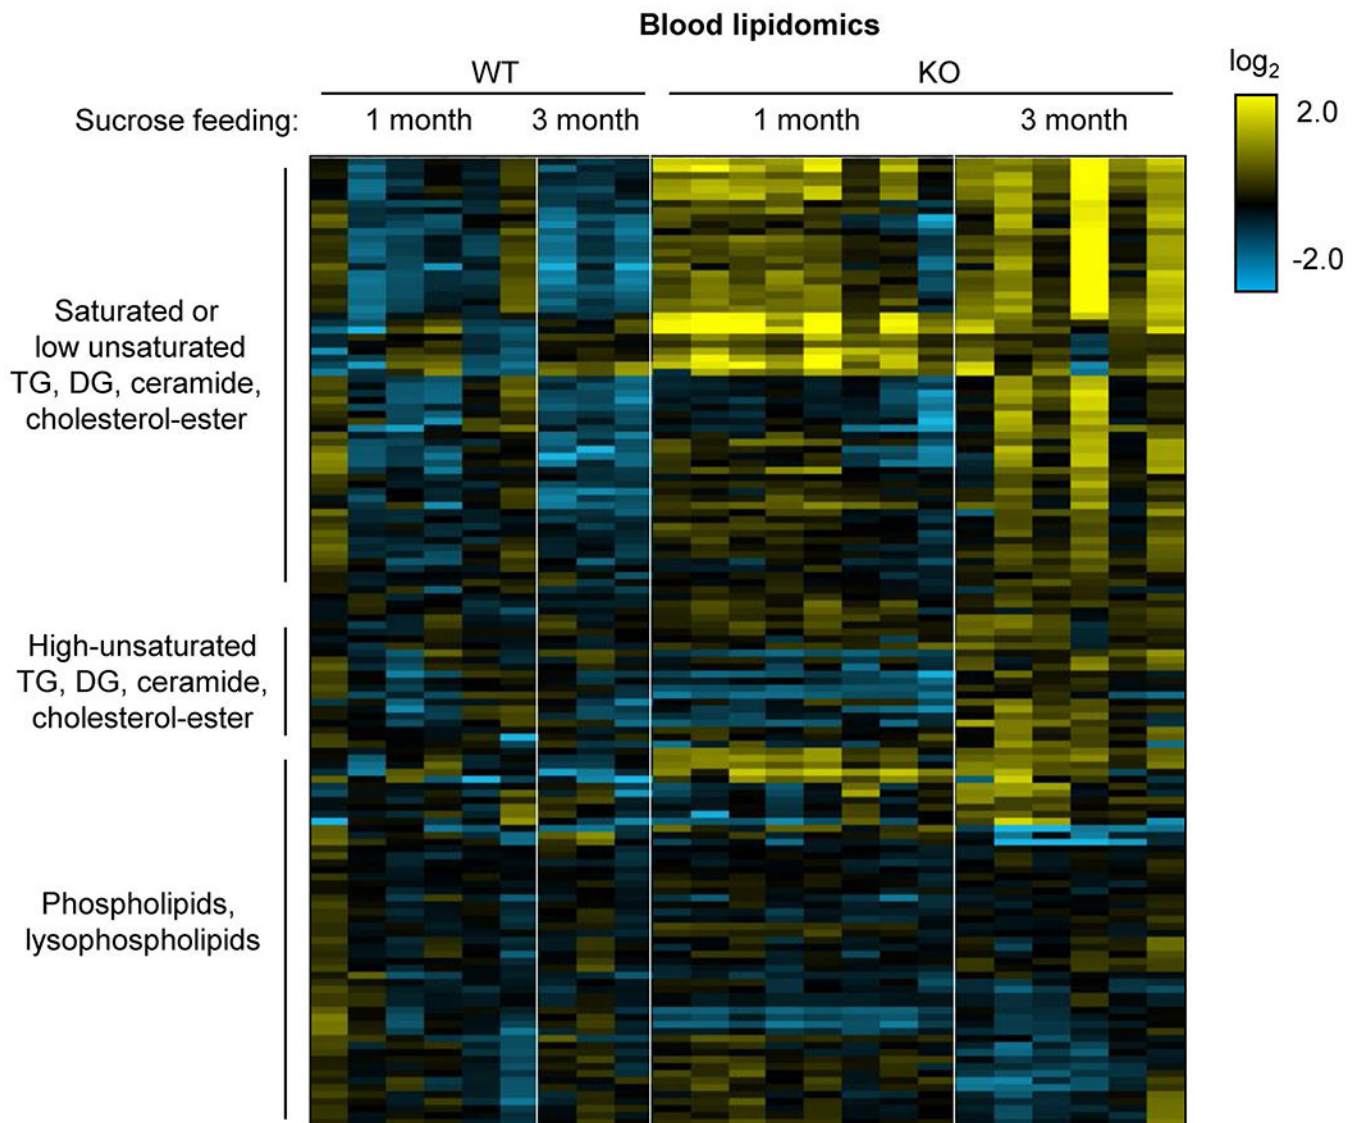 Blood lipidomics
WT
KO
log2
Sucrose feeding:
1 month
3 month
1 month
3 month
2.0
-2.0
Saturated or
low unsaturated
TG, DG, ceramide,
cholesterol-ester
High-unsaturated
TG, DG, ceramide,
cholesterol-ester
Phospholipids,
lysophospholipids